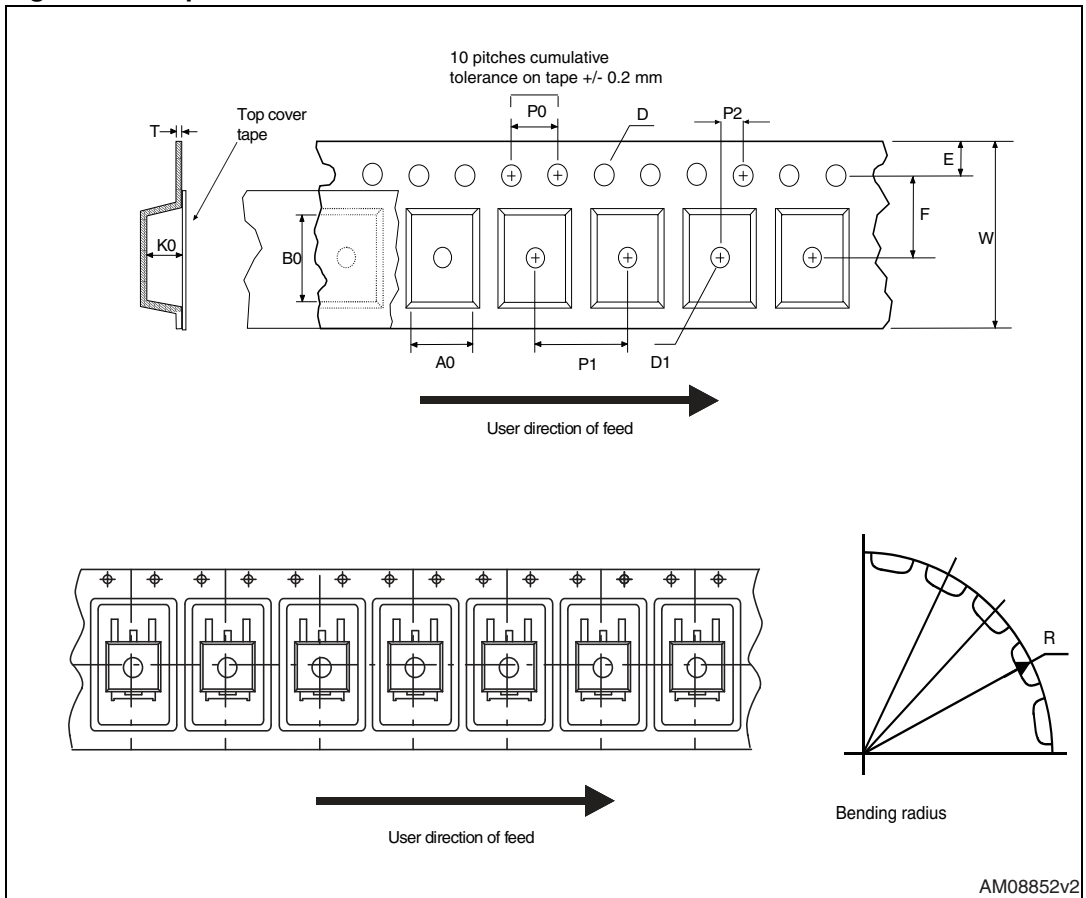 10 pitches cumulative
tolerance on tape +/- 0.2 mm
P0
D
P2
T
Top cover
tape
E
F
W
K0
B0
A0
P1
D1
User direction of feed
R
Bending radius
User direction of feed
AM08852v2